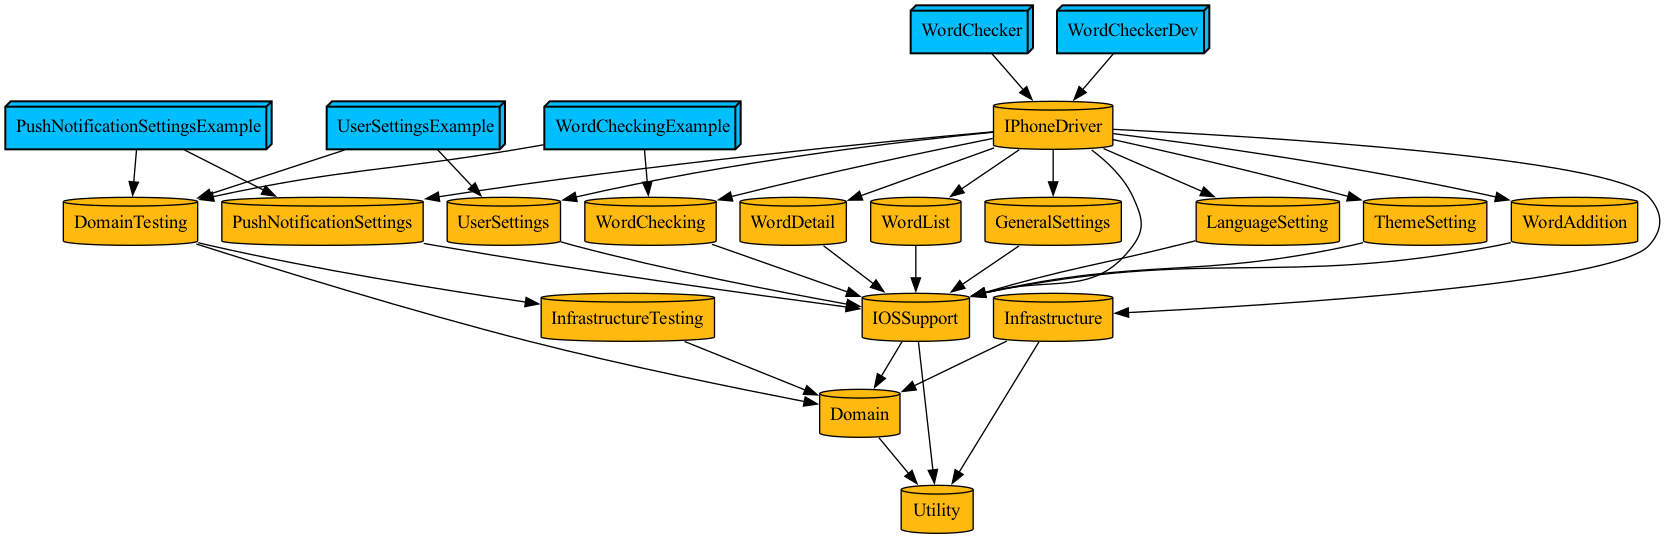 WordChecker
WordCheckerDev
PushNotificationSettingsExample
UserSettingsExample
WordCheckingExample
IPhoneDriver
DomainTesting
PushNotificationSettings
UserSettings
WordChecking
WordDetail
WordList
GeneralSettings
LanguageSetting
ThemeSetting
WordAddition
InfrastructureTesting
IOSSupport
Infrastructure
Domain
Utility